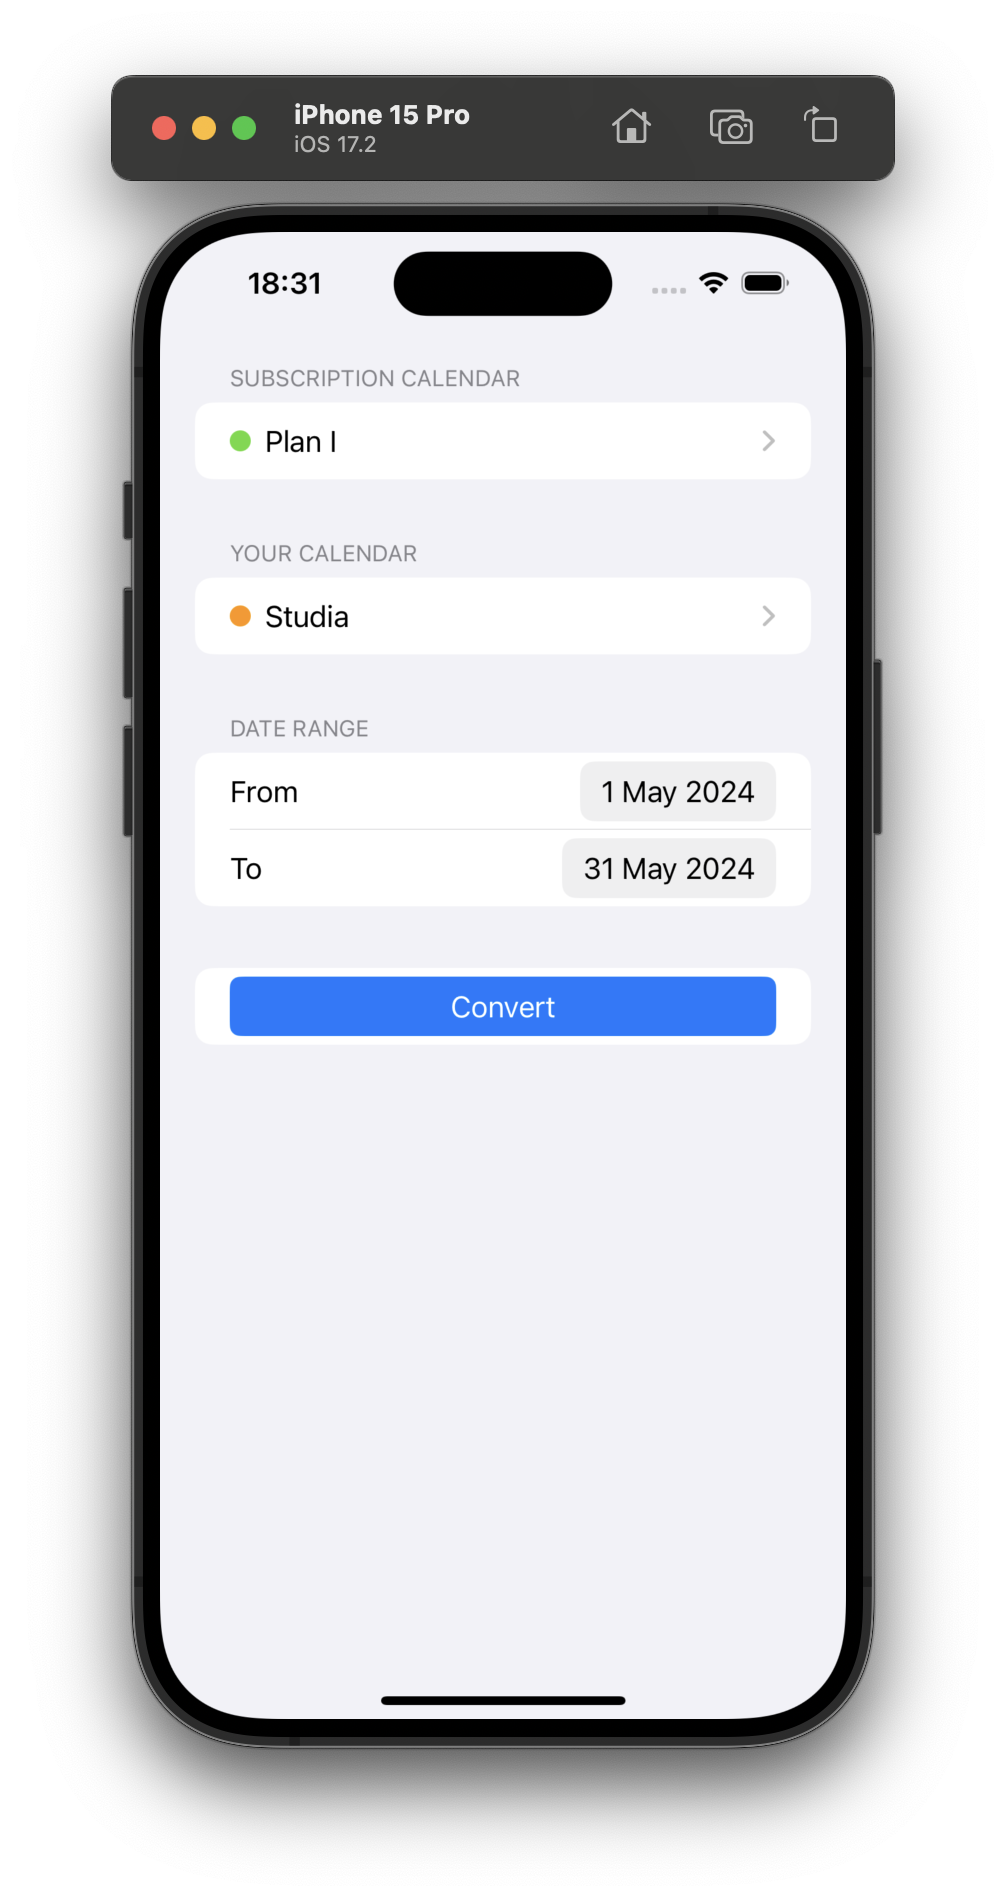 iPhone 15 Pro
iOS 17.2
18:31
SUBSCRIPTION CALENDAR
Plan I
YOUR CALENDAR
Studia
DATE RANGE
From
1 May 2024
To
31 May 2024
Convert